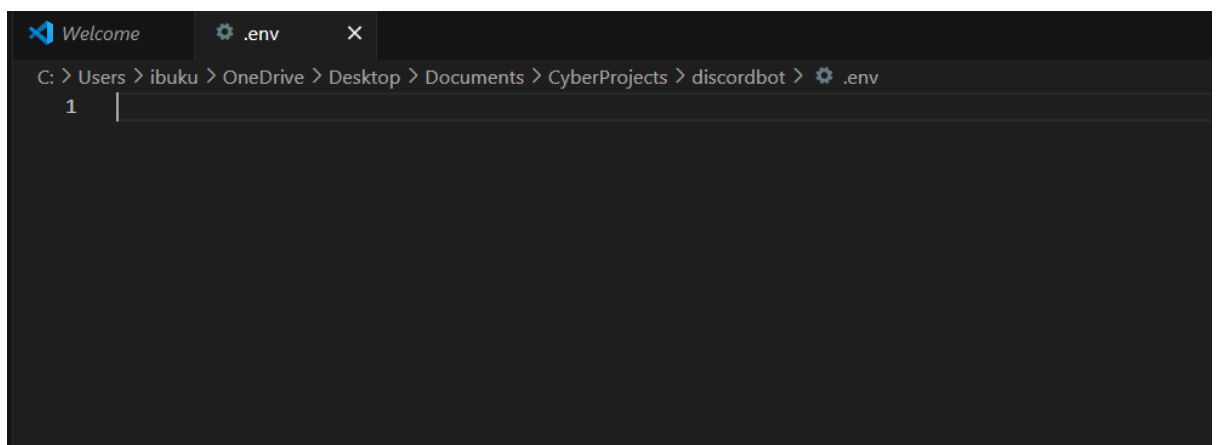 Welcome .env
C: > Users > ibuku > OneDrive > Desktop > Documents > CyberProjects > discordbot > .env
1